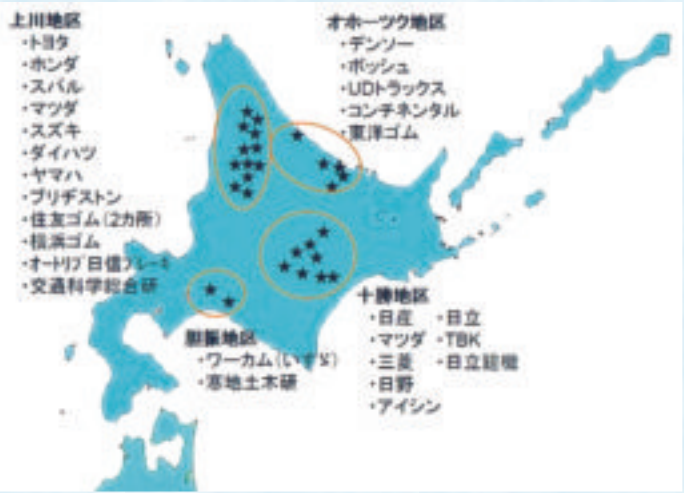 上川地区
・トヨタ
・ホンダ
・スバル
・マツダ
・スズキ
・ダイハツ
・ヤマハ
・ブリヂストン
・住友ゴム(2カ所)
・横浜ゴム
・オートリブ日信ブレーキ
・交通科学総合研
オホーツク地区
・デンソー
・ボッシュ
・UDトラックス
・コンチネンタル
・東洋ゴム
十勝地区
・日産 ・日立
・マツダ ・TBK
・三菱 ・日立建機
・日野
・アイシン
胆振地区
・ワーカム(いすゞ)
・寒地土木研